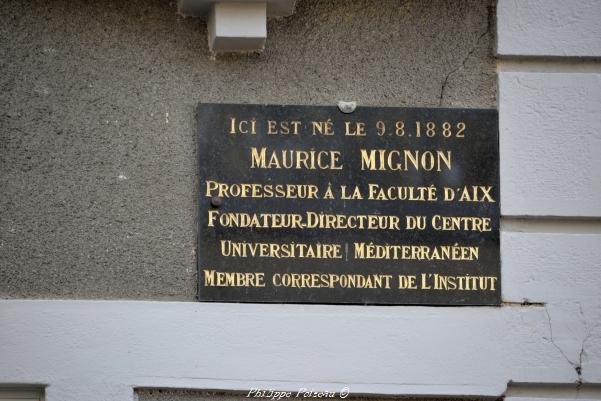 ICI EST NÉ LE 9.8.1882
MAURICE MIGNON
PROFESSEUR À LA FACULTÉ D'AIX
FONDATEUR-DIRECTEUR DU CENTRE
UNIVERSITAIRE MÉDITERRANÉEN
MEMBRE CORRESPONDANT DE L'INSTITUT
Philippe ©